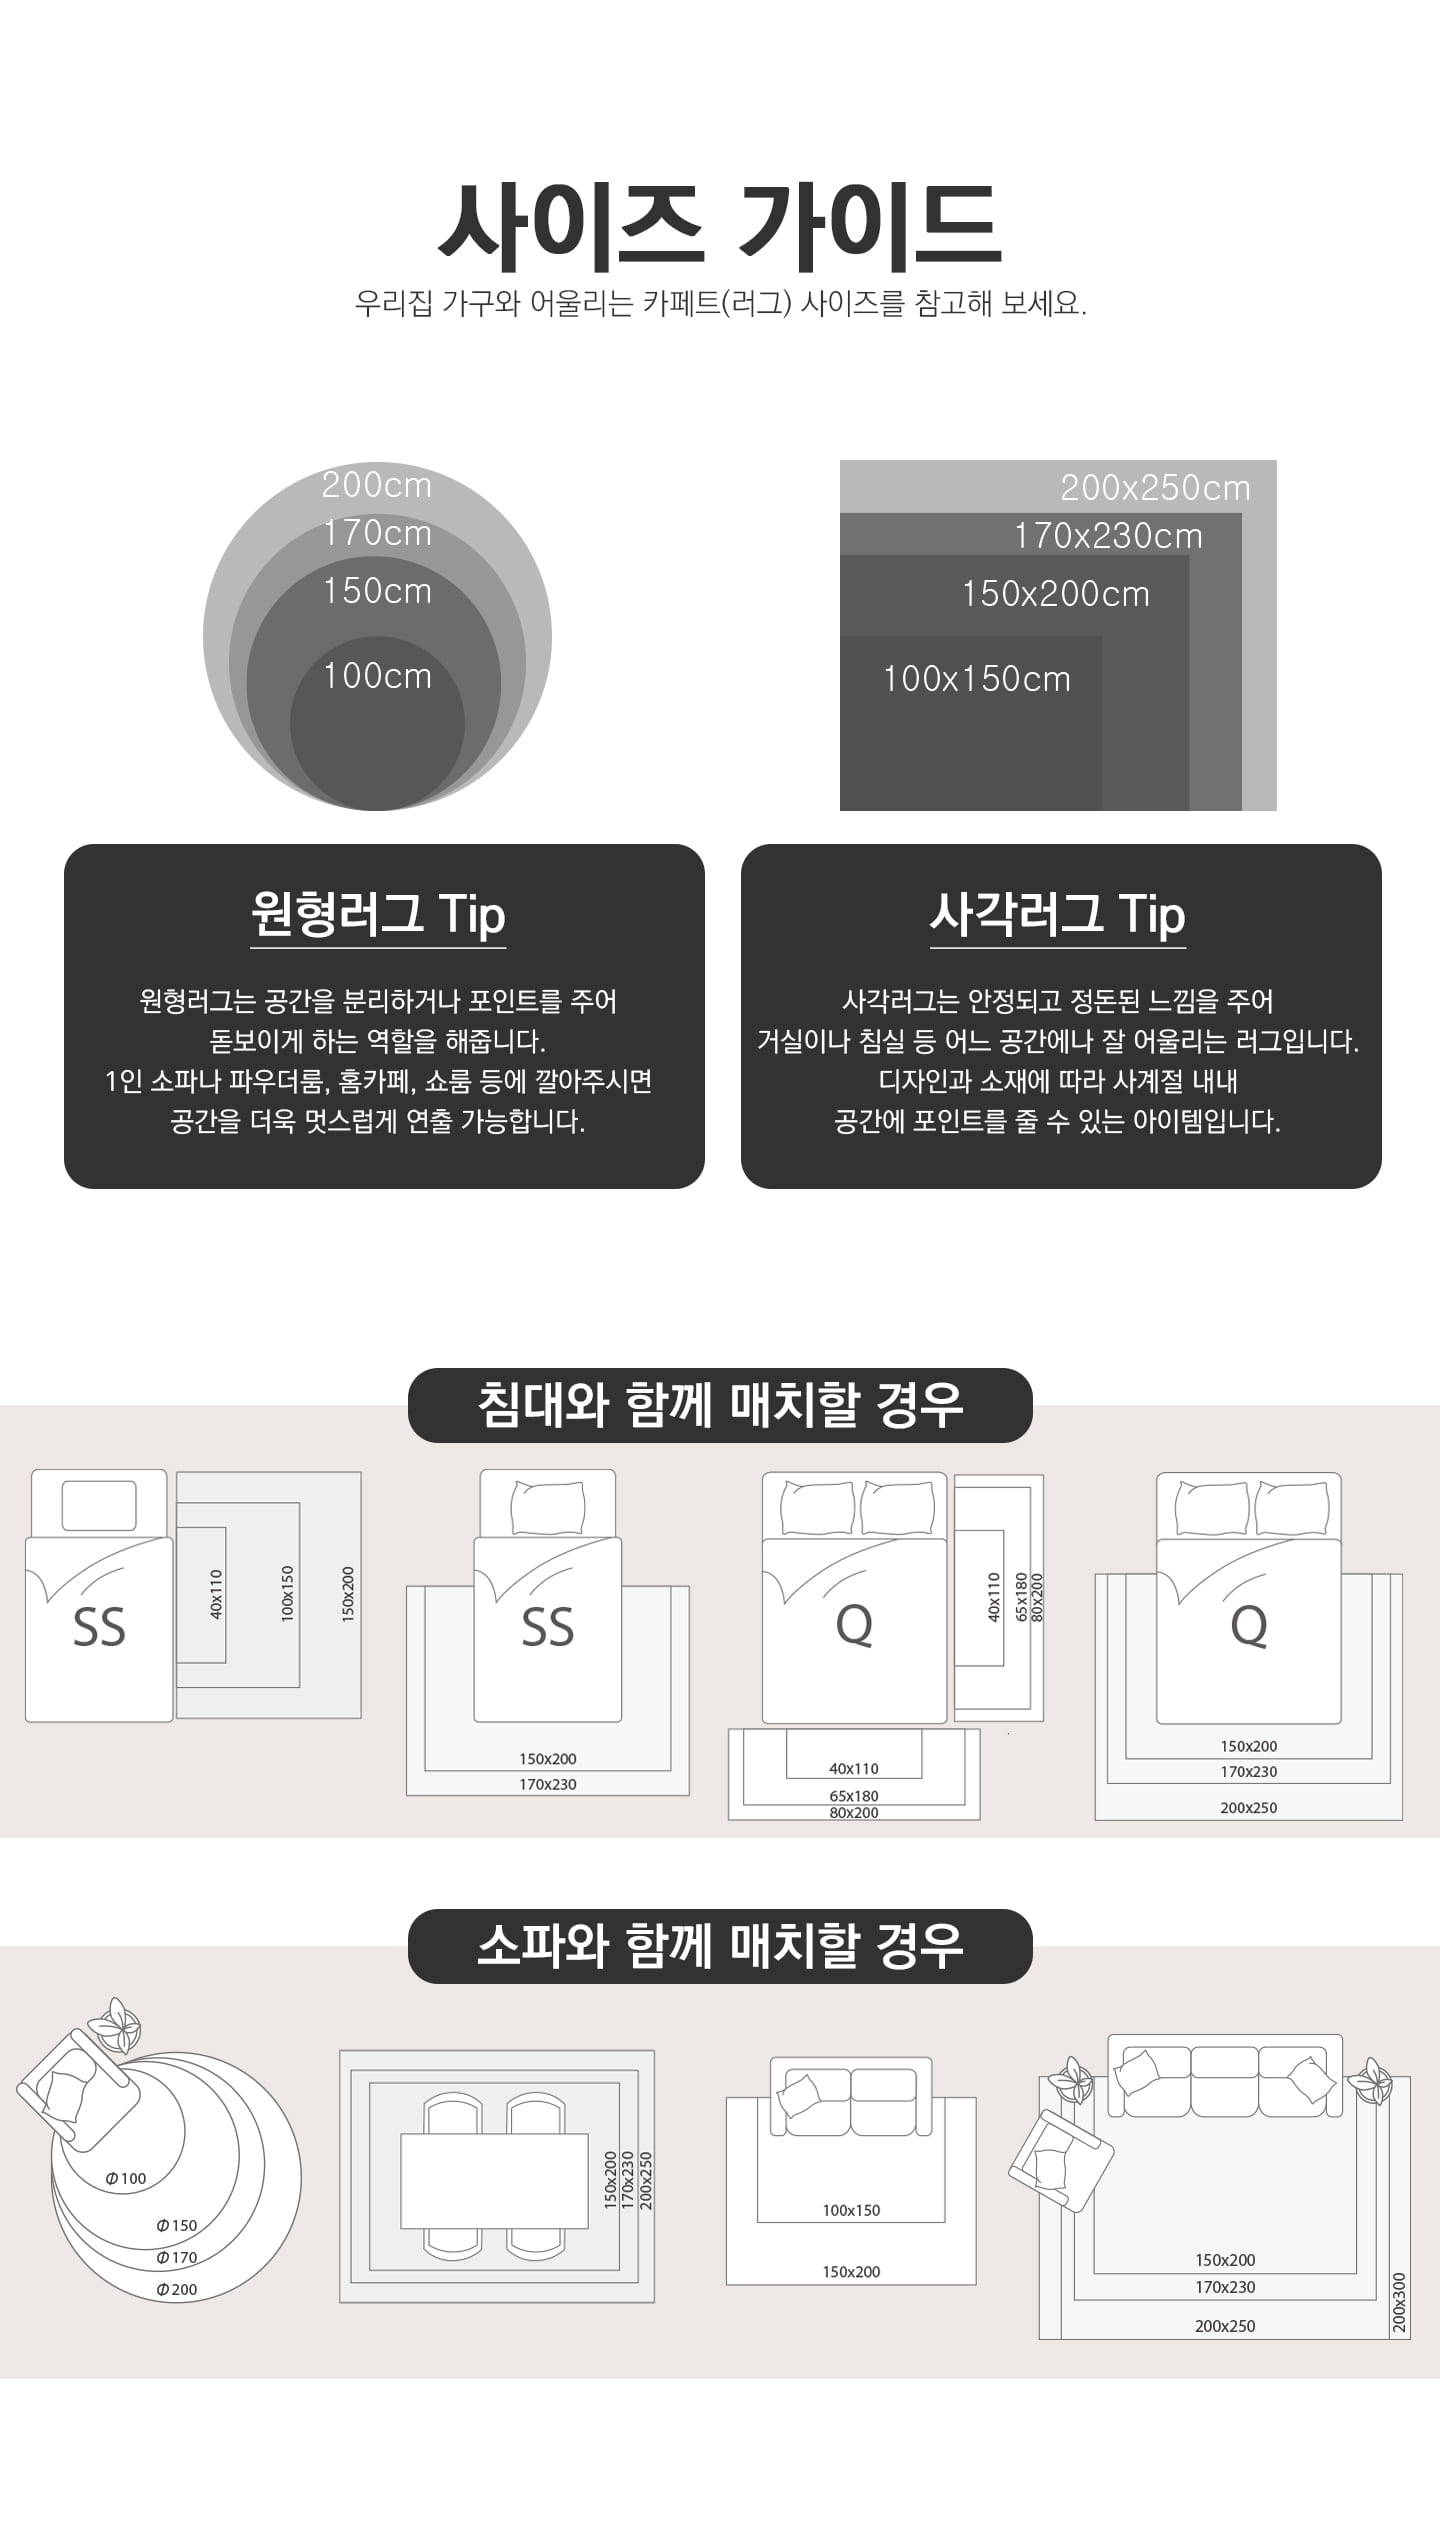 사이즈 가이드
우리집 가구와 어울리는 카페트(러그) 사이즈를 참고해 보세요.
200cm
170cm
150cm
100cm
200x250cm
170x230cm
150x200cm
100x150cm
원형러그 Tip
원형러그는 공간을 분리하거나 포인트를 주어
돋보이게 하는 역할을 해줍니다.
1인 소파나 파우더룸, 홈카페, 쇼룸 등에 깔아주시면
공간을 더욱 멋스럽게 연출 가능합니다.
사각러그 Tip
사각러그는 안정되고 정돈된 느낌을 주어
거실이나 침실 등 어느 공간에나 잘 어울리는 러그입니다.
디자인과 소재에 따라 사계절 내내
공간에 포인트를 줄 수 있는 아이템입니다.
침대와 함께 매치할 경우
SS
40x110
100x150
150x200
SS
150x200
170x230
Q
40x110
65x180
80x200
40x110
65x180
80x200
Q
150x200
170x230
200x250
소파와 함께 매치할 경우
Φ100
Φ150
Φ170
Φ200
150x200
170x230
200x250
100x150
150x200
150x200
170x230
200x250
200x300